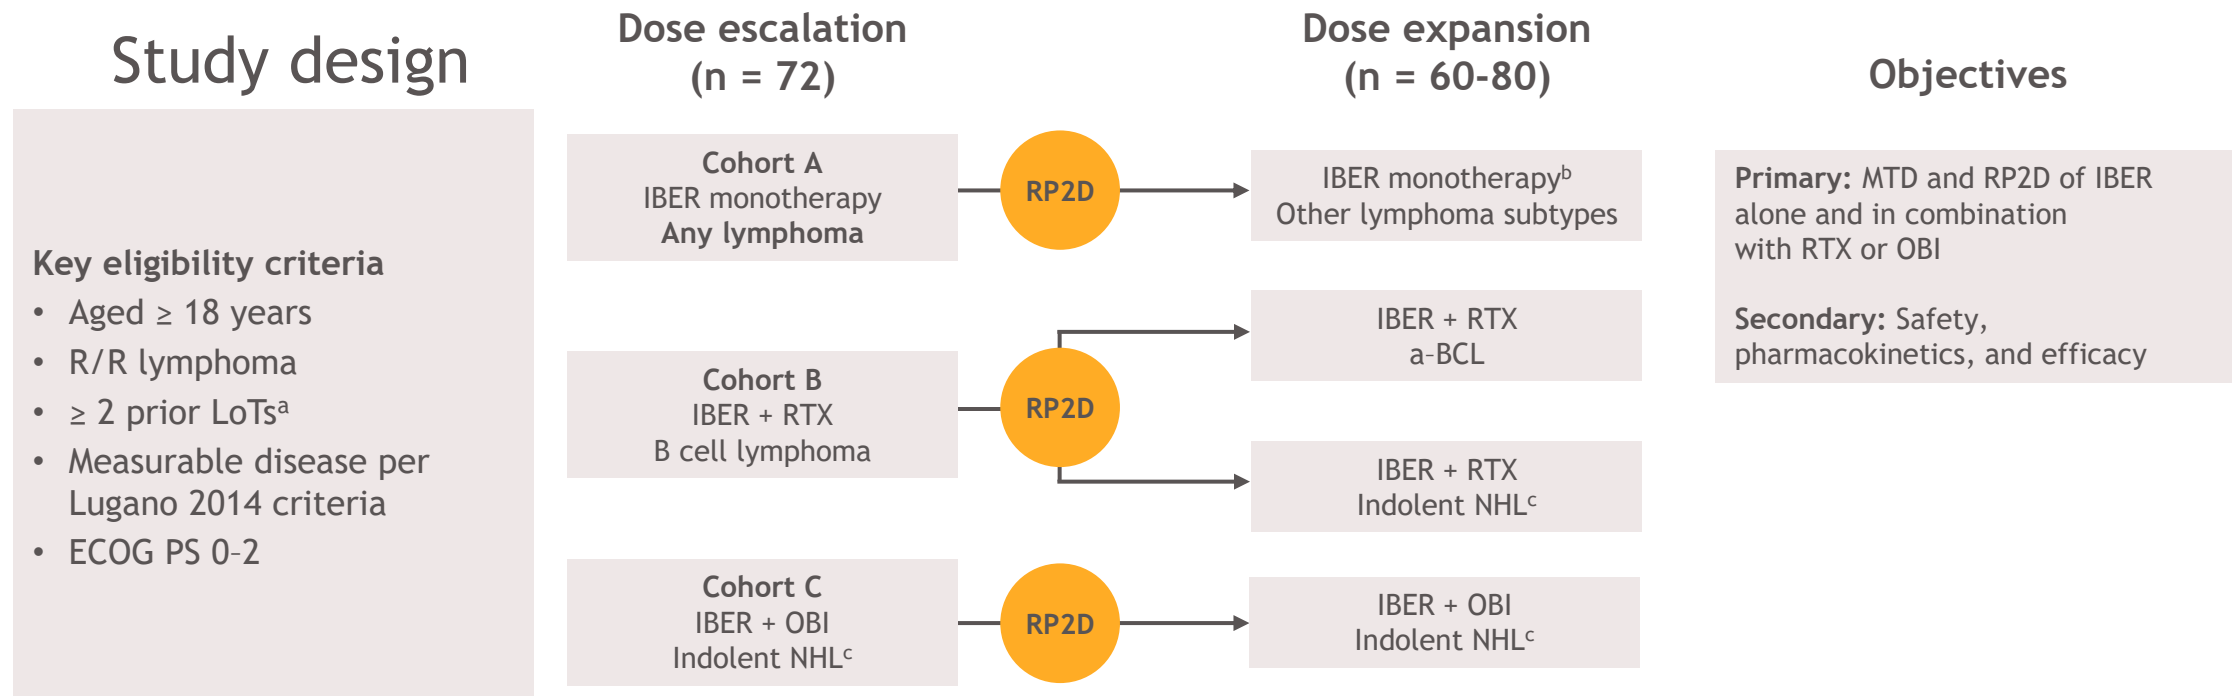 Study design
Key eligibility criteria
• Aged ≥ 18 years
• R/R lymphoma
• ≥ 2 prior LoTsᵃ
• Measurable disease per
Lugano 2014 criteria
• ECOG PS 0–2
Dose escalation
(n = 72)
Cohort A
IBER monotherapy
Any lymphoma
RP2D
Cohort B
IBER + RTX
B cell lymphoma
RP2D
Cohort C
IBER + OBI
Indolent NHLᶜ
RP2D
Dose expansion
(n = 60-80)
IBER monotherapyᵇ
Other lymphoma subtypes
IBER + RTX
a–BCL
IBER + RTX
Indolent NHLᶜ
IBER + OBI
Indolent NHLᶜ
Objectives
Primary: MTD and RP2D of IBER
alone and in combination
with RTX or OBI
Secondary: Safety,
pharmacokinetics, and efficacy